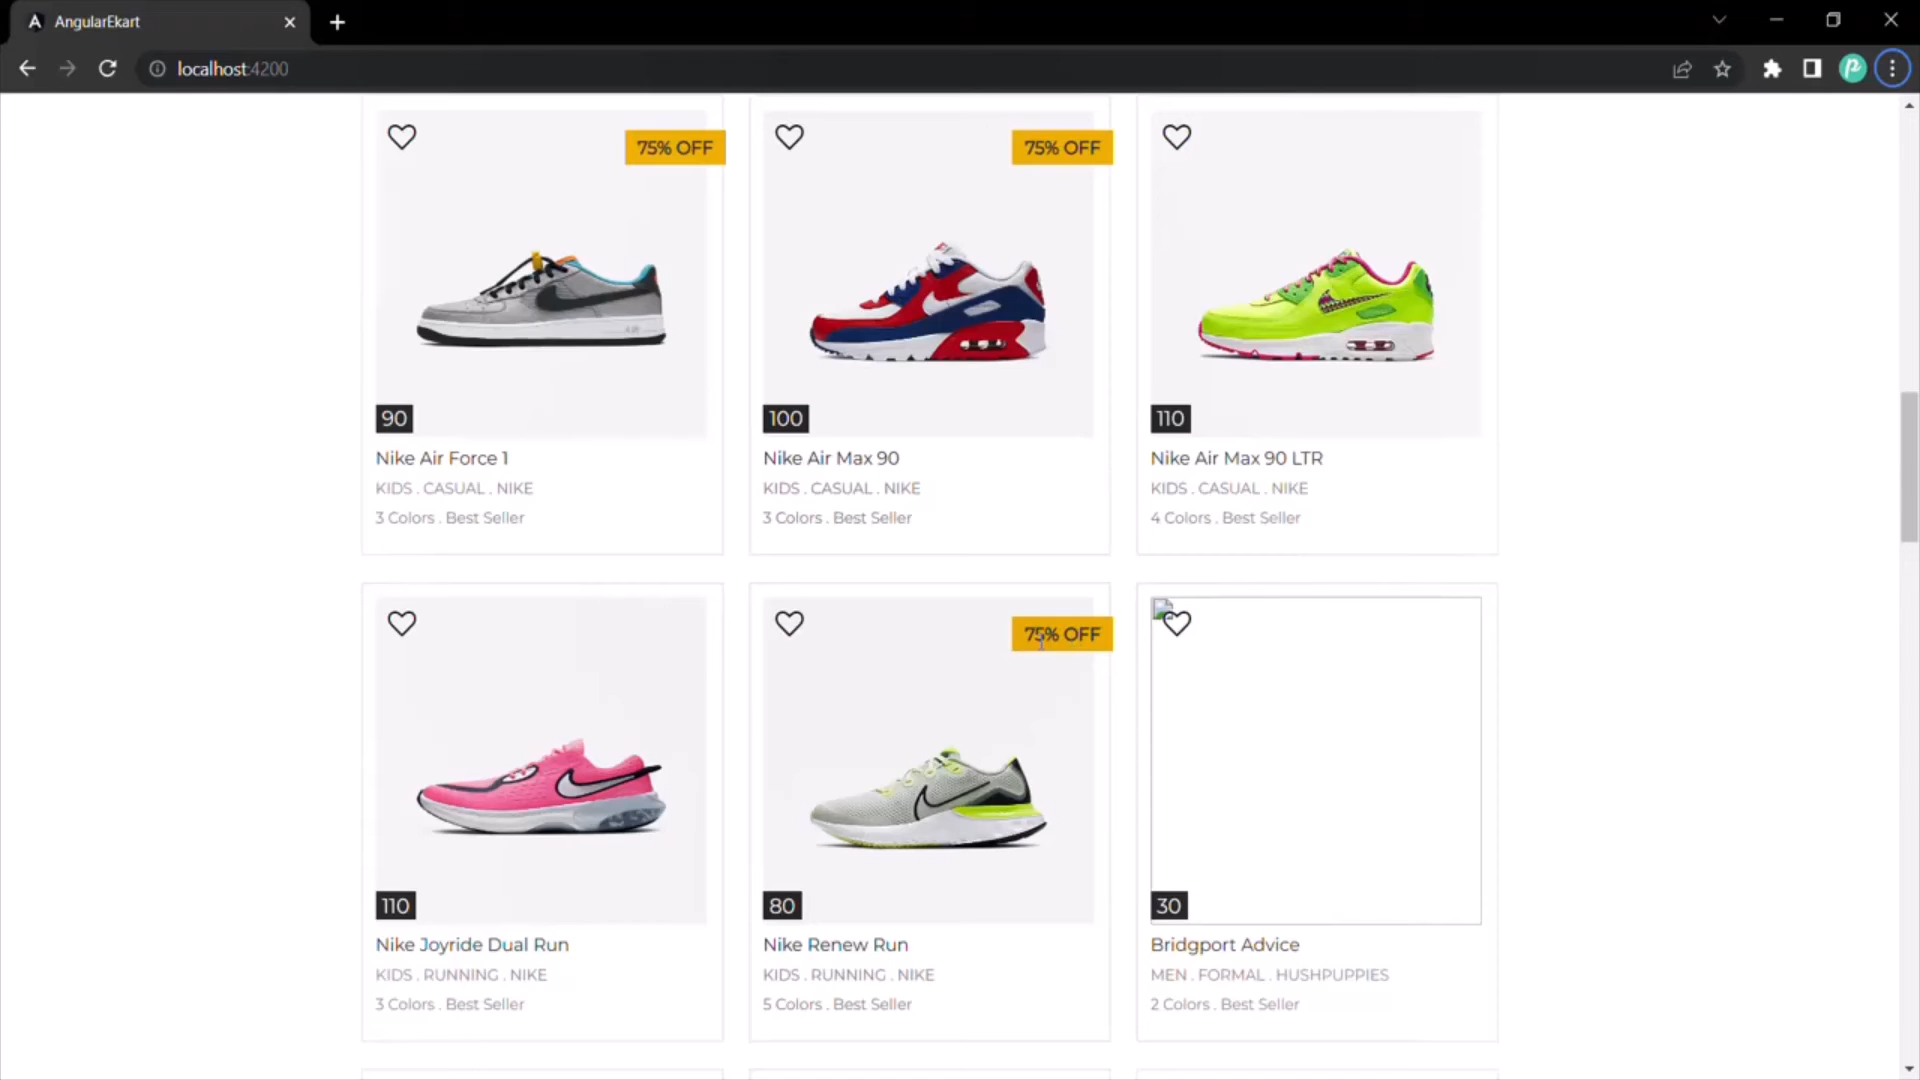 AngularEkart
localhost:4200
75% OFF
75% OFF
90
100
110
Nike Air Force 1
Nike Air Max 90
Nike Air Max 90 LTR
KIDS . CASUAL . NIKE
KIDS . CASUAL . NIKE
KIDS . CASUAL . NIKE
3 Colors . Best Seller
3 Colors . Best Seller
4 Colors . Best Seller
75% OFF
110
80
30
Nike Joyride Dual Run
Nike Renew Run
Bridgport Advice
KIDS . RUNNING . NIKE
KIDS . RUNNING . NIKE
MEN . FORMAL . HUSHPUPPIES
3 Colors . Best Seller
5 Colors . Best Seller
2 Colors . Best Seller